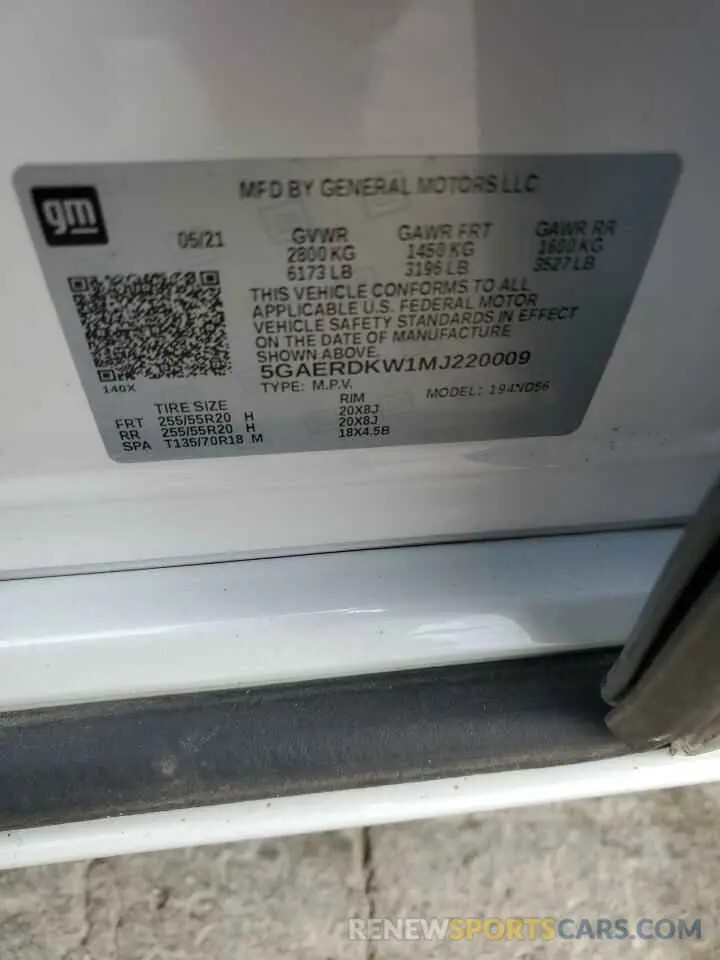 gm
MFD BY GENERAL MOTORS LLC
05/21
GVWR
2800 KG
6173 LB
GAWR FRT
1450 KG
3196 LB
GAWR RR
1600 KG
3527 LB
THIS VEHICLE CONFORMS TO ALL
APPLICABLE U.S. FEDERAL MOTOR
VEHICLE SAFETY STANDARDS IN EFFECT
ON THE DATE OF MANUFACTURE
SHOWN ABOVE.
5GAERDKW1MJ220009
TYPE: M.P.V.
MODEL: 194ND56
140X
TIRE SIZE RIM
FRT 255/55R20 H 20X8J
RR 255/55R20 H 20X8J
SPA T135/70R18 M 18X4.5B
RENEWSPORTSCARS.COM